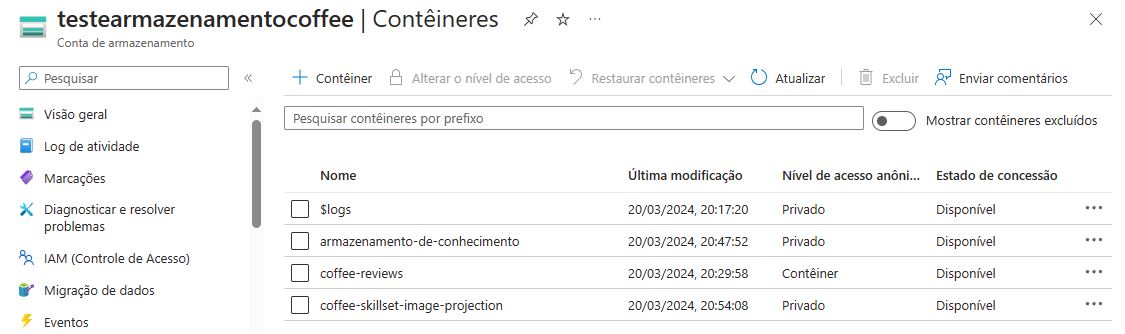 testearmazenamentocoffee | Contêineres
Conta de armazenamento
Pesquisar
Contêiner Alterar o nível de acesso Restaurar contêineres Atualizar Excluir Enviar comentários
Visão geral
Log de atividade
Marcações
Diagnosticar e resolver
problemas
IAM (Controle de Acesso)
Migração de dados
Eventos
Pesquisar contêineres por prefixo
Mostrar contêineres excluídos
Nome Última modificação Nível de acesso anôni... Estado de concessão
$logs 20/03/2024, 20:17:20 Privado Disponível
armazenamento-de-conhecimento 20/03/2024, 20:47:52 Privado Disponível
coffee-reviews 20/03/2024, 20:29:58 Contêiner Disponível
coffee-skillset-image-projection 20/03/2024, 20:54:08 Privado Disponível